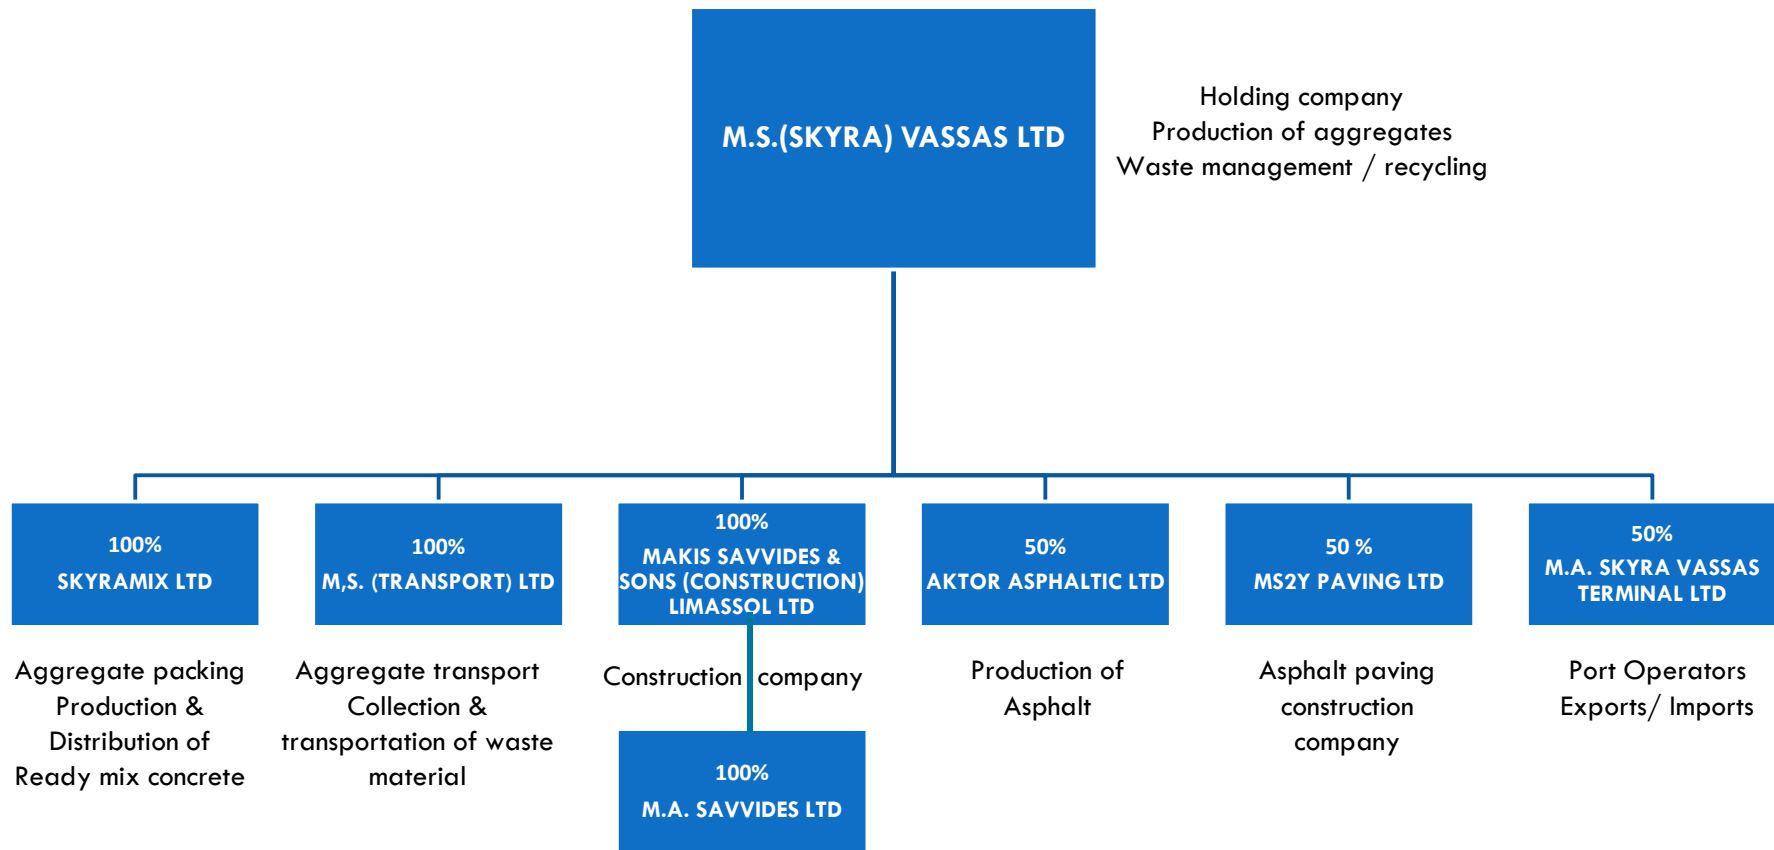 M.S.(SKYRA) VASSAS LTD
Holding company
Production of aggregates
Waste management / recycling
100%
SKYRAMIX LTD
Aggregate packing
Production &
Distribution of
Ready mix concrete
100%
M,S. (TRANSPORT) LTD
Aggregate transport
Collection &
transportation of waste
material
100%
MAKIS SAVVIDES &
SONS (CONSTRUCTION)
LIMASSOL LTD
Construction company
100%
M.A. SAVVIDES LTD
50%
AKTOR ASPHALTIC LTD
Production of
Asphalt
50 %
MS2Y PAVING LTD
Asphalt paving
construction
company
50%
M.A. SKYRA VASSAS
TERMINAL LTD
Port Operators
Exports/ Imports